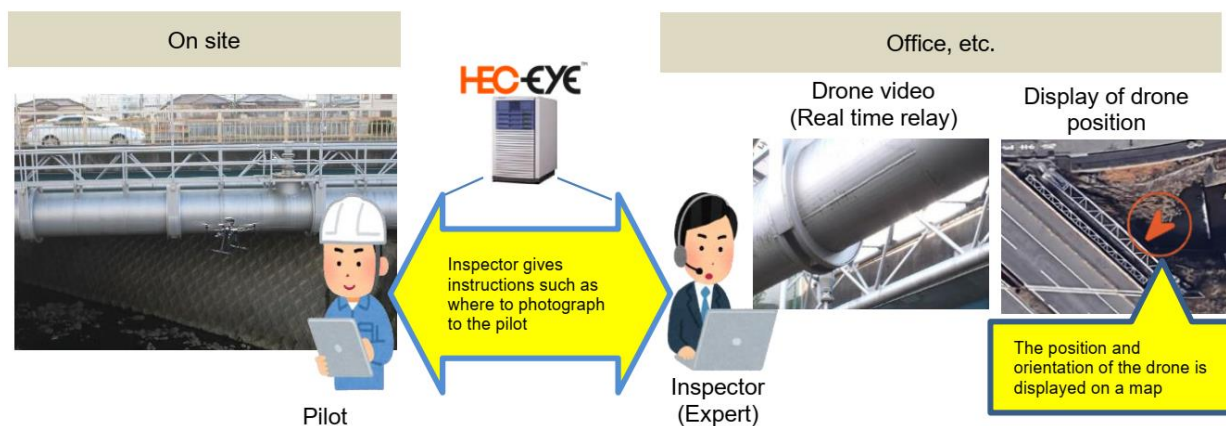 On site
HEC-EYE™
Office, etc.
Drone video
(Real time relay)
Display of drone
position
Inspector gives
instructions such as
where to photograph
to the pilot
The position and
orientation of the drone is
displayed on a map
Pilot
Inspector
(Expert)